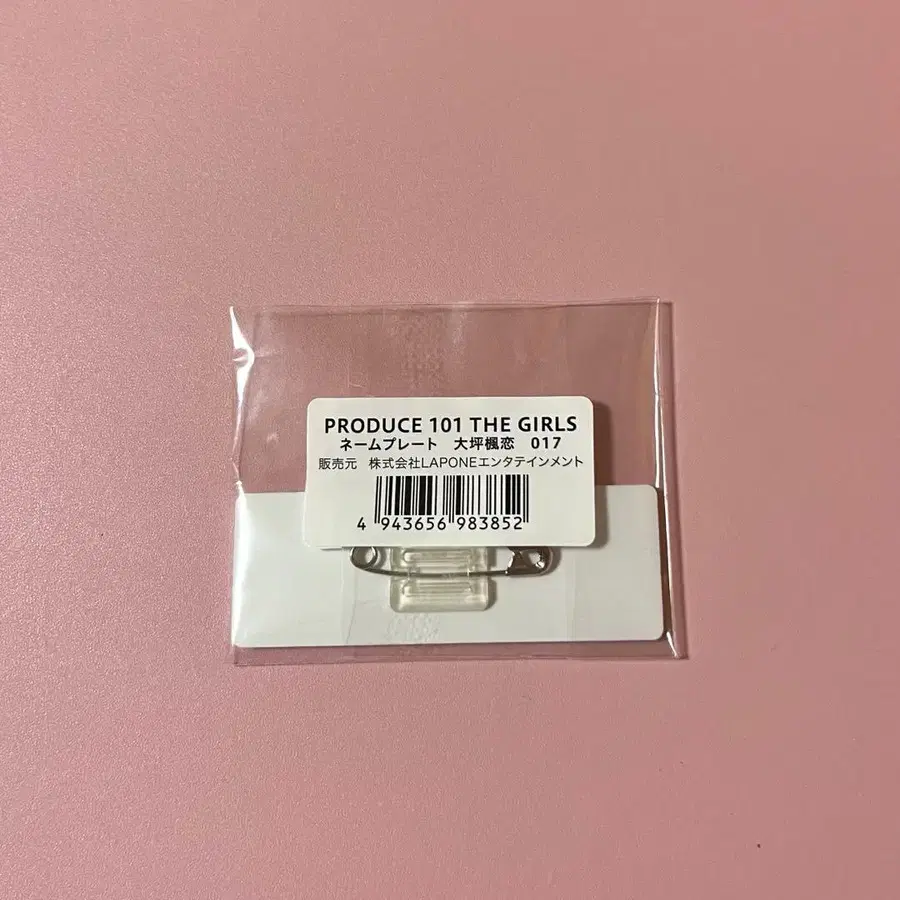 PRODUCE 101 THE GIRLS
ネームプレート 大坪楓恋 017
販売元 株式会社LAPONEエンタテインメント
4 943656 983852